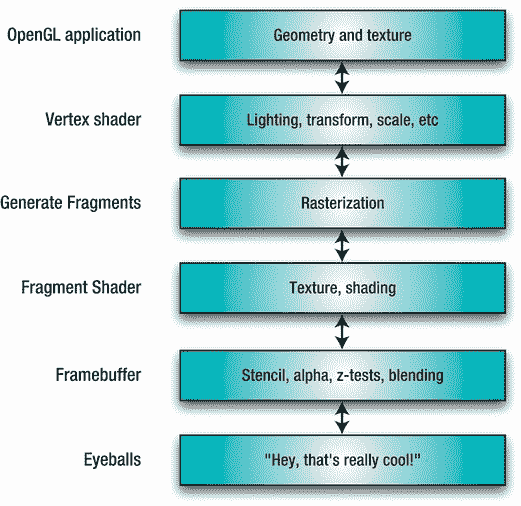 OpenGL application
Geometry and texture
Vertex shader
Lighting, transform, scale, etc
Generate Fragments
Rasterization
Fragment Shader
Texture, shading
Framebuffer
Stencil, alpha, z-tests, blending
Eyeballs
"Hey, that's really cool!"